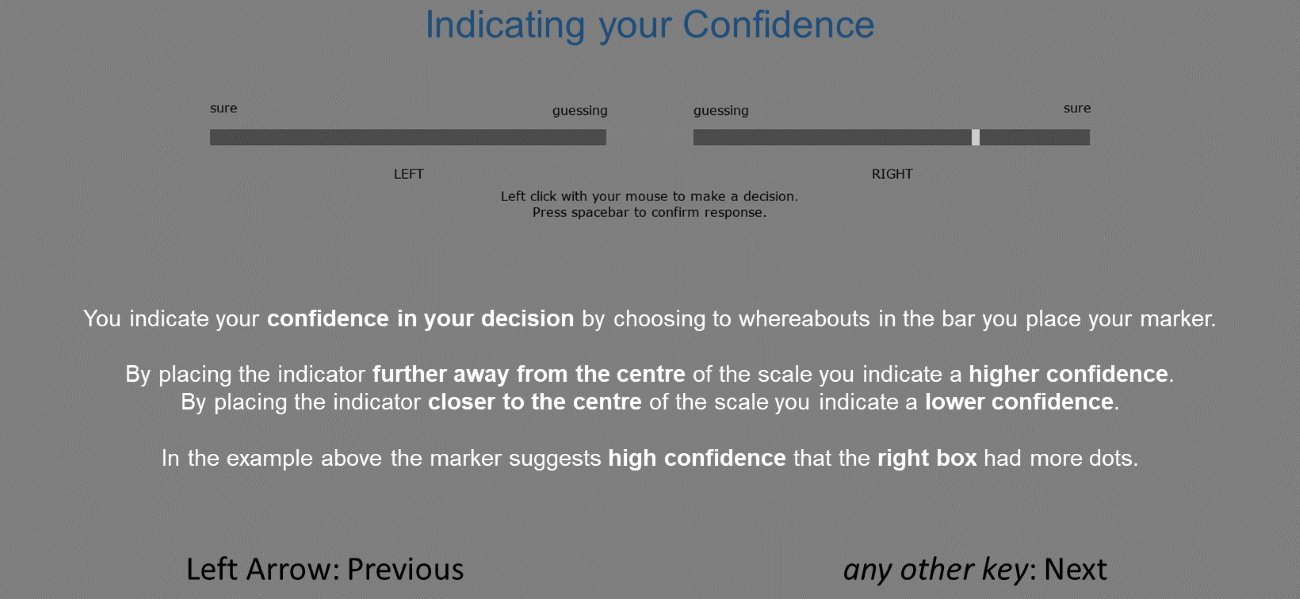 Indicating your Confidence
sure guessing guessing sure
LEFT RIGHT
Left click with your mouse to make a decision.
Press spacebar to confirm response.
You indicate your confidence in your decision by choosing to whereabouts in the bar you place your marker.
By placing the indicator further away from the centre of the scale you indicate a higher confidence.
By placing the indicator closer to the centre of the scale you indicate a lower confidence.
In the example above the marker suggests high confidence that the right box had more dots.
Left Arrow: Previous any other key: Next